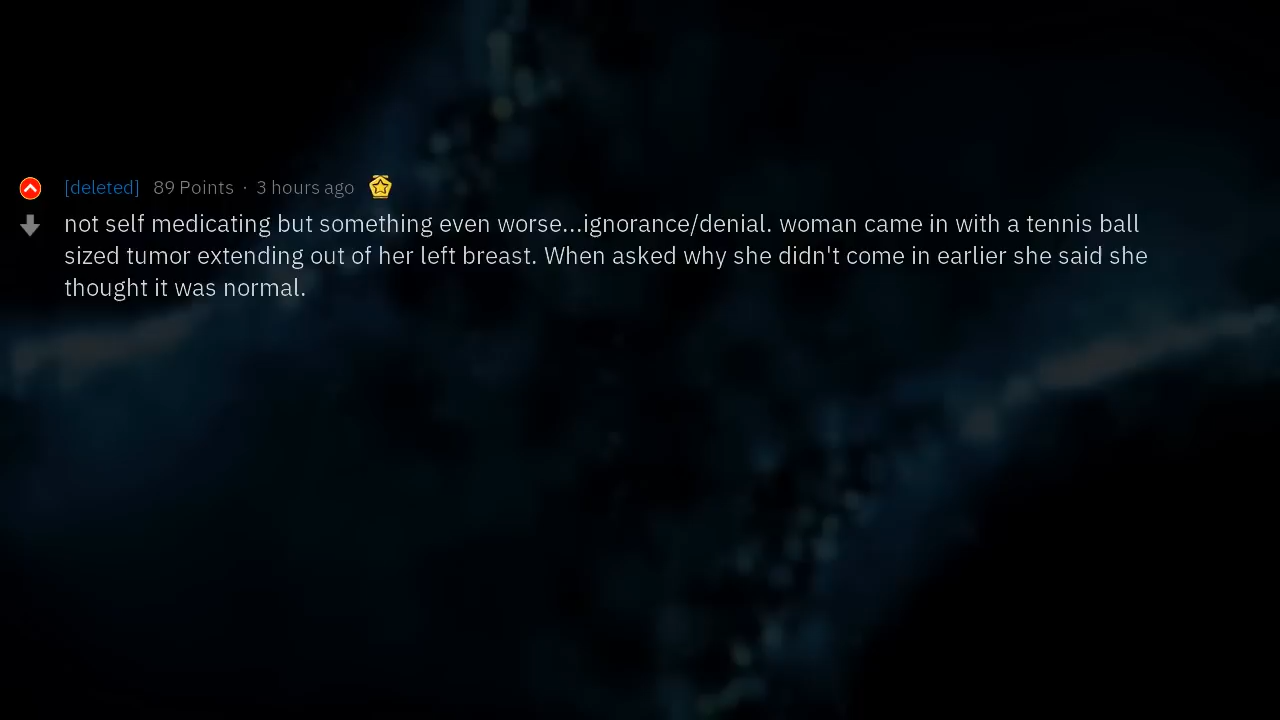 [deleted] 89 Points · 3 hours ago
not self medicating but something even worse...ignorance/denial. woman came in with a tennis ball
sized tumor extending out of her left breast. When asked why she didn't come in earlier she said she
thought it was normal.